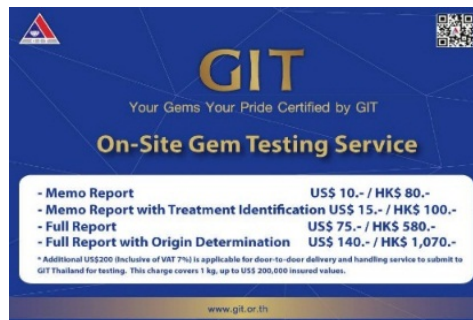 GIT
Your Gems Your Pride Certified by GIT
On-Site Gem Testing Service
- Memo Report US$ 10.- / HK$ 80.-
- Memo Report with Treatment Identification US$ 15.- / HK$ 100.-
- Full Report US$ 75.- / HK$ 580.-
- Full Report with Origin Determination US$ 140.- / HK$ 1,070.-
* Additional US$200 (Inclusive of VAT 7%) is applicable for door-to-door delivery and handling service to submit to
GIT Thailand for testing. This charge covers 1 kg, up to US$ 200,000 insured values.
www.git.or.th